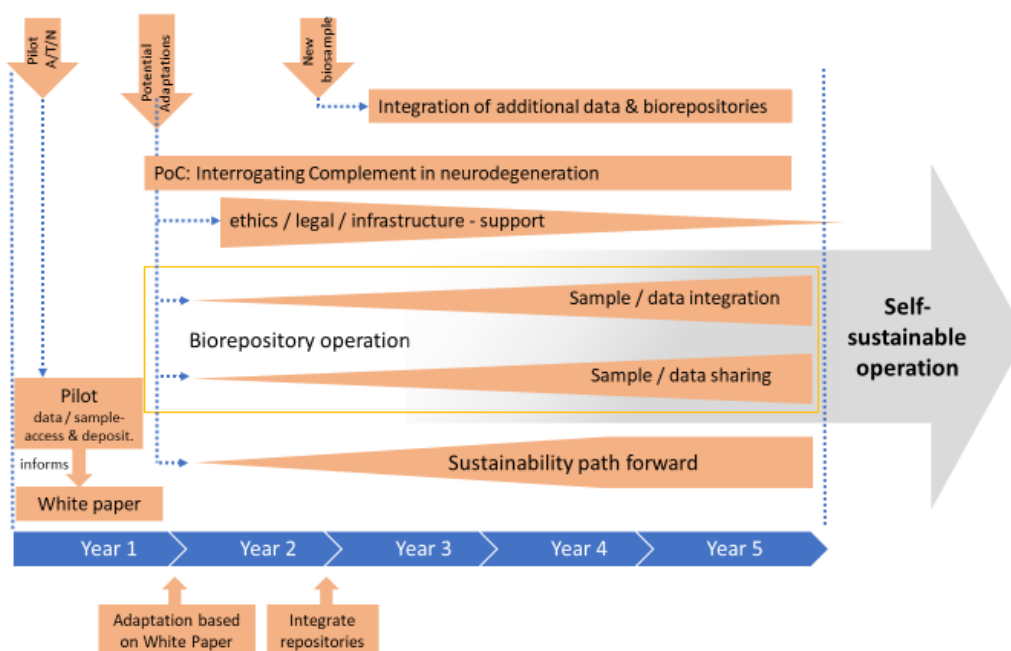 Pilot
A/T/N
Potential
Adaptations
New
biosample
Integration of additional data & biorepositories
PoC: Interrogating Complement in neurodegeneration
ethics / legal / infrastructure - support
Sample / data integration
Biorepository operation
Sample / data sharing
Self-
sustainable
operation
Pilot
data / sample-
access & deposit.
informs
White paper
Sustainability path forward
Year 1
Year 2
Year 3
Year 4
Year 5
Adaptation based
on White Paper
Integrate
repositories